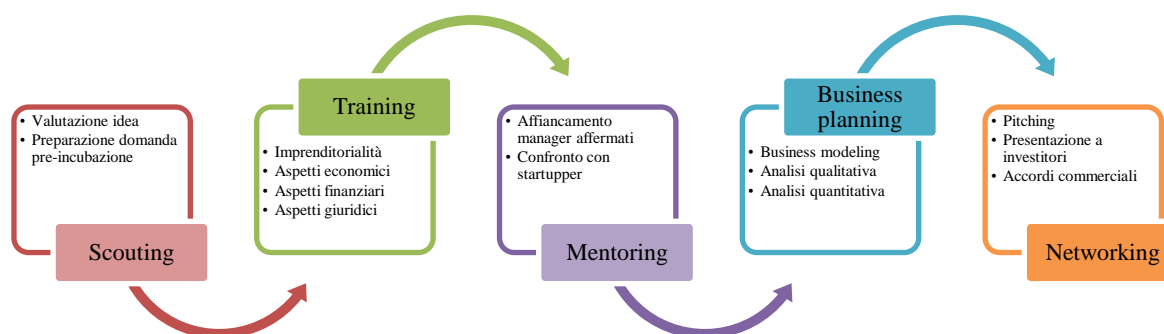 • Valutazione idea
• Preparazione domanda
pre-incubazione
Scouting
Training
• Imprenditorialità
• Aspetti economici
• Aspetti finanziari
• Aspetti giuridici
• Affiancamento
manager affermati
• Confronto con
startupper
Mentoring
Business
planning
• Business modeling
• Analisi qualitativa
• Analisi quantitativa
• Pitching
• Presentazione a
investitori
• Accordi commerciali
Networking